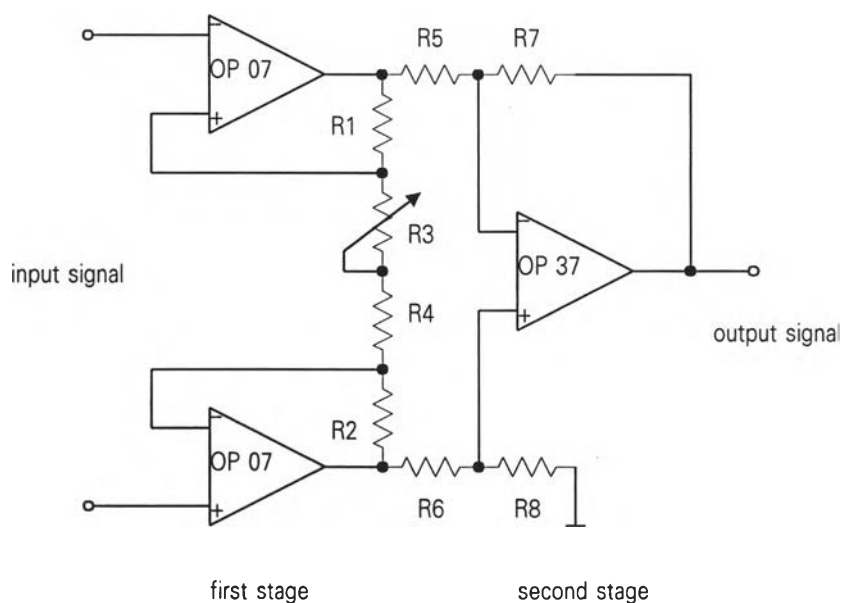 R5
R7
−
OP 07
+
R1
R3
−
OP 37
+
input signal
output signal
R4
−
OP 07
+
R2
R6
R8
first stage
second stage